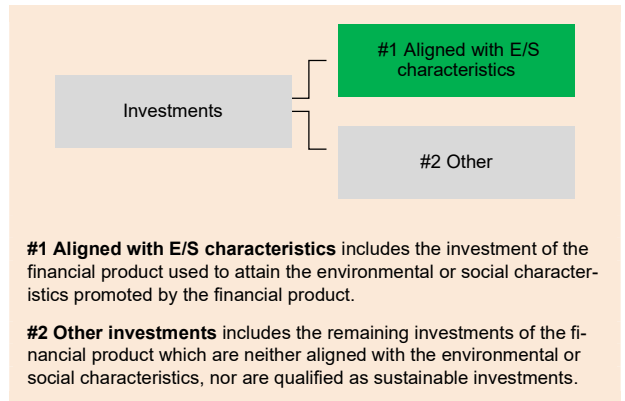 #1 Aligned with E/S
characteristics
Investments
#2 Other
#1 Aligned with E/S characteristics includes the investment of the
financial product used to attain the environmental or social character-
istics promoted by the financial product.
#2 Other investments includes the remaining investments of the fi-
nancial product which are neither aligned with the environmental or
social characteristics, nor are qualified as sustainable investments.